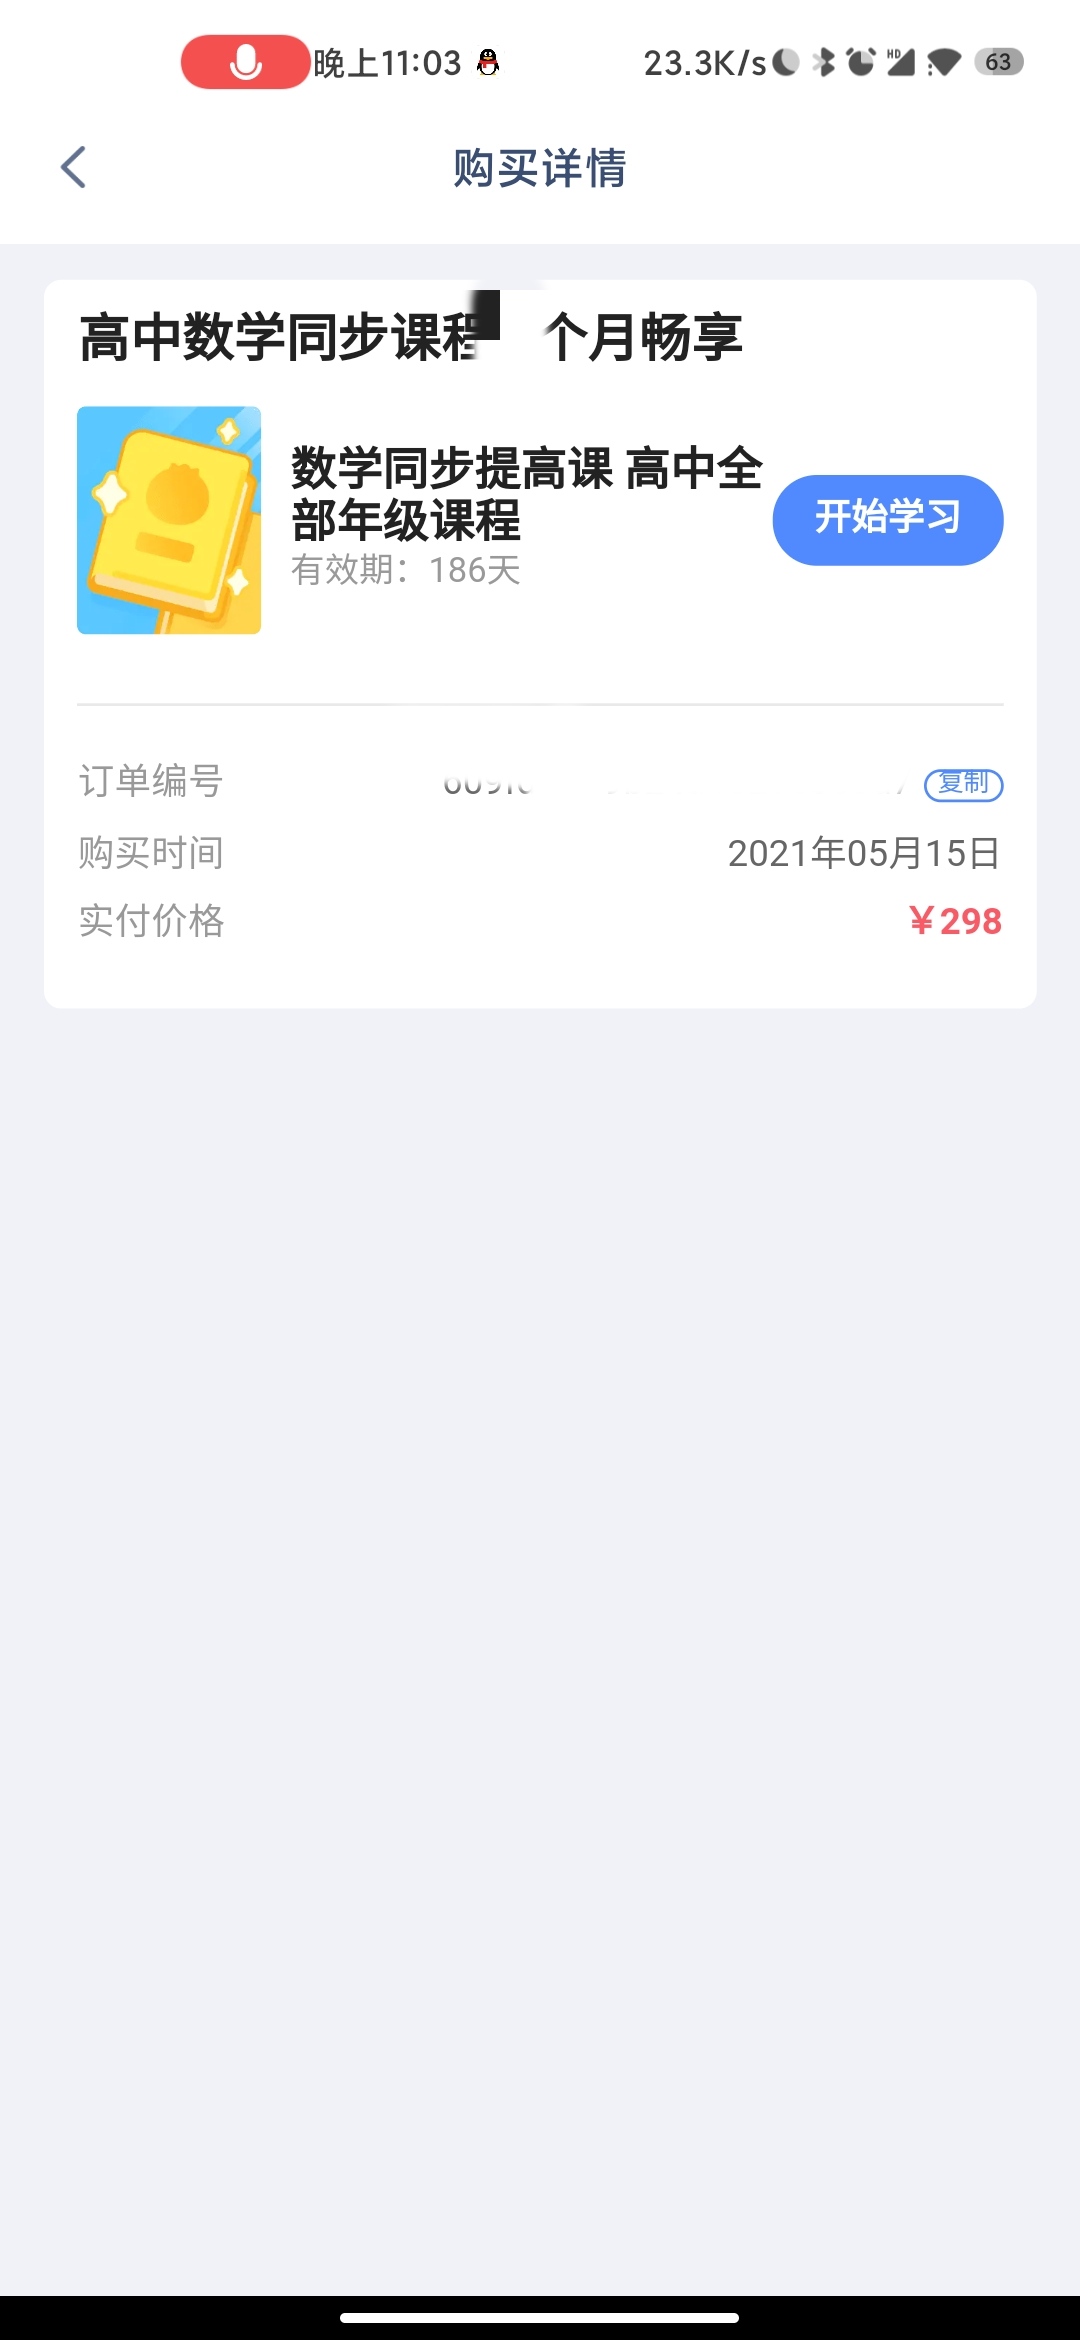 晚上11:03
23.3K/s
HD
63
购买详情
高中数学同步课程 个月畅享
数学同步提高课 高中全
部年级课程
有效期：186天
开始学习
订单编号
复制
购买时间
2021年05月15日
实付价格
￥298